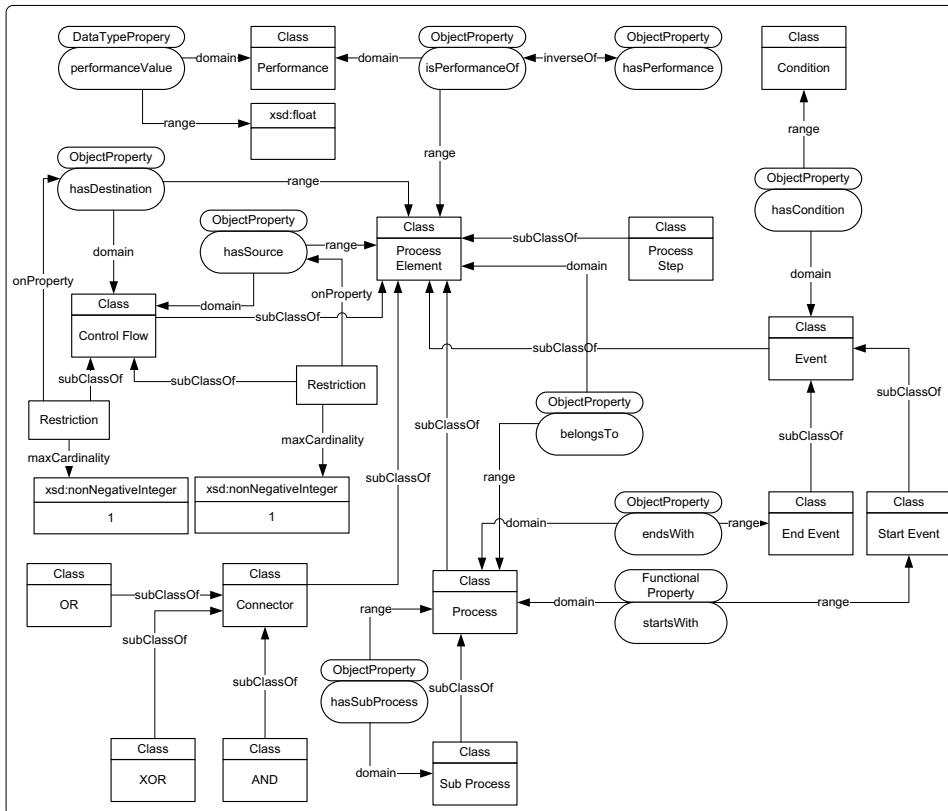 DataTypePropery
performanceValue
domain
Class
Performance
domain
ObjectProperty
isPerformanceOf
inverseOf
ObjectProperty
hasPerformance
Class
Condition
range
xsd:float
range
range
ObjectProperty
hasDestination
range
ObjectProperty
hasCondition
ObjectProperty
hasSource
range
Class
Process
Element
subClassOf
Class
Process
Step
domain
domain
domain
onProperty
onProperty
domain
Class
Control Flow
subClassOf
Class
Event
subClassOf
subClassOf
subClassOf
Restriction
Restriction
subClassOf
ObjectProperty
belongsTo
maxCardinality
maxCardinality
subClassOf
subClassOf
range
subClassOf
xsd:nonNegativeInteger
1
xsd:nonNegativeInteger
1
ObjectProperty
endsWith
domain
range
Class
End Event
Class
Start Event
Class
OR
subClassOf
Class
Connector
Class
Process
domain
Functional
Property
startsWith
range
range
subClassOf
ObjectProperty
hasSubProcess
subClassOf
subClassOf
Class
XOR
Class
AND
domain
Class
Sub Process